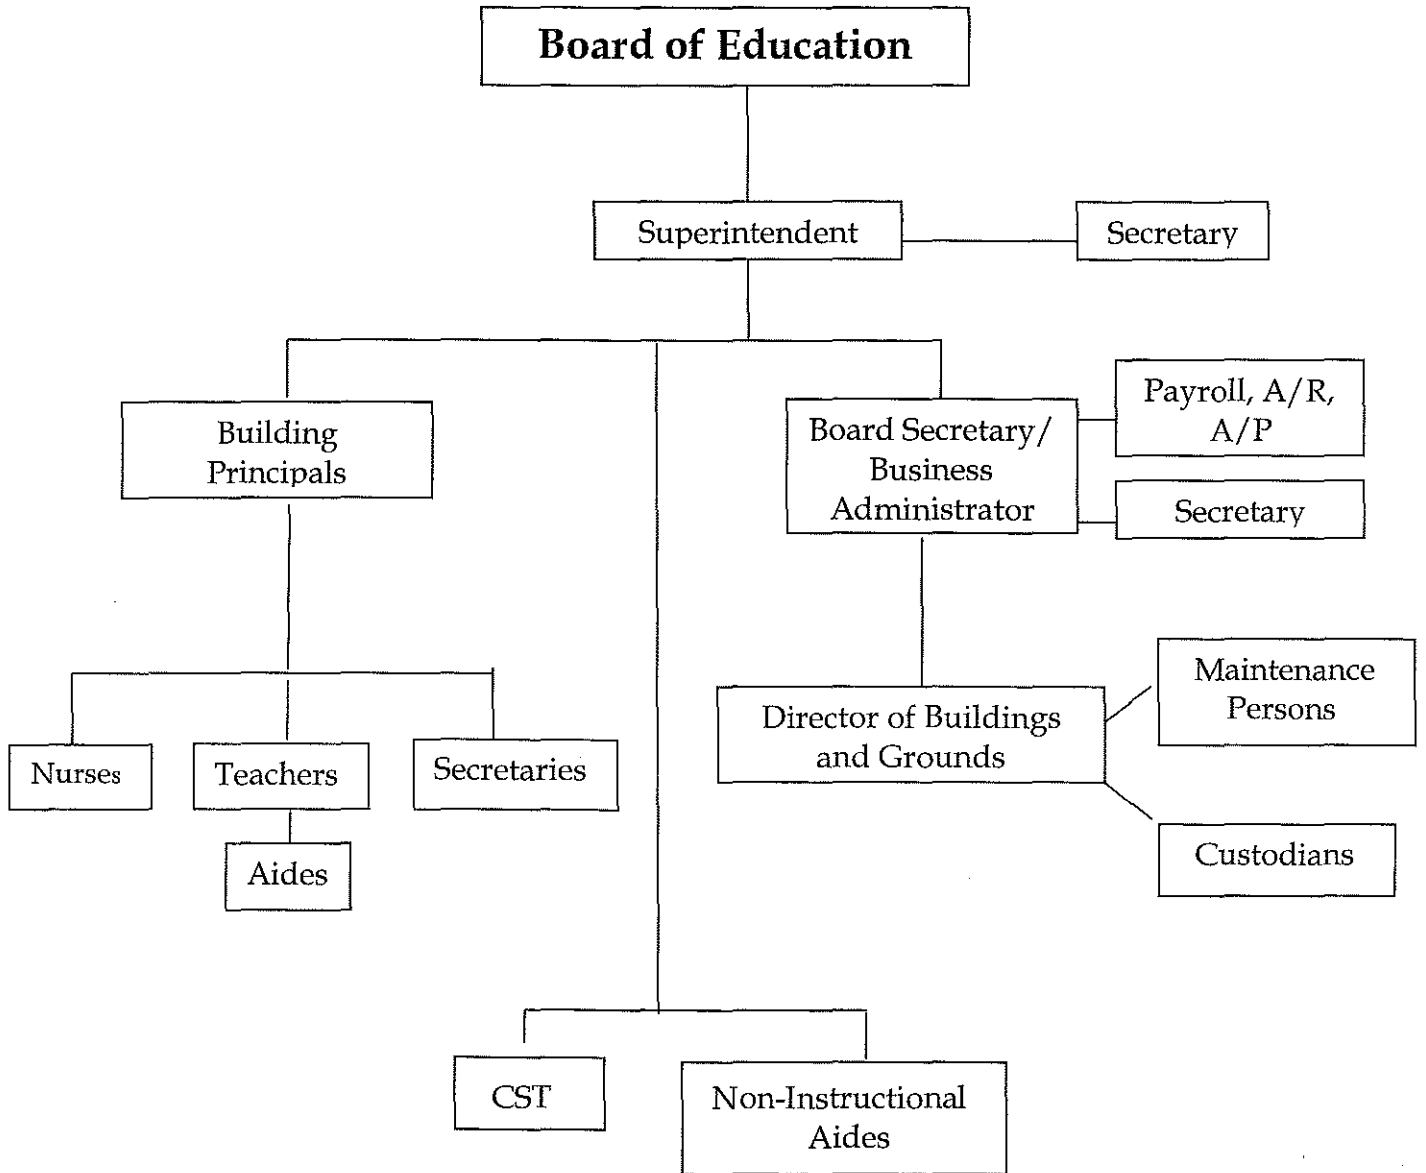 Board of Education
Superintendent
Secretary
Building
Principals
Board Secretary/
Business
Administrator
Payroll, A/R,
A/P
Secretary
Nurses
Teachers
Secretaries
Aides
Director of Buildings
and Grounds
Maintenance
Persons
Custodians
CST
Non-Instructional
Aides